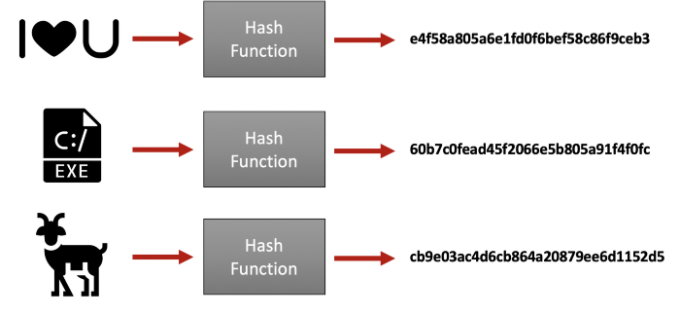 I♥U
Hash
Function
e4f58a805a6e1fd0f6bef58c86f9ceb3
C:/
EXE
Hash
Function
60b7c0fead45f2066e5b805a91f4f0fc
Hash
Function
cb9e03ac4d6cb864a20879ee6d1152d5